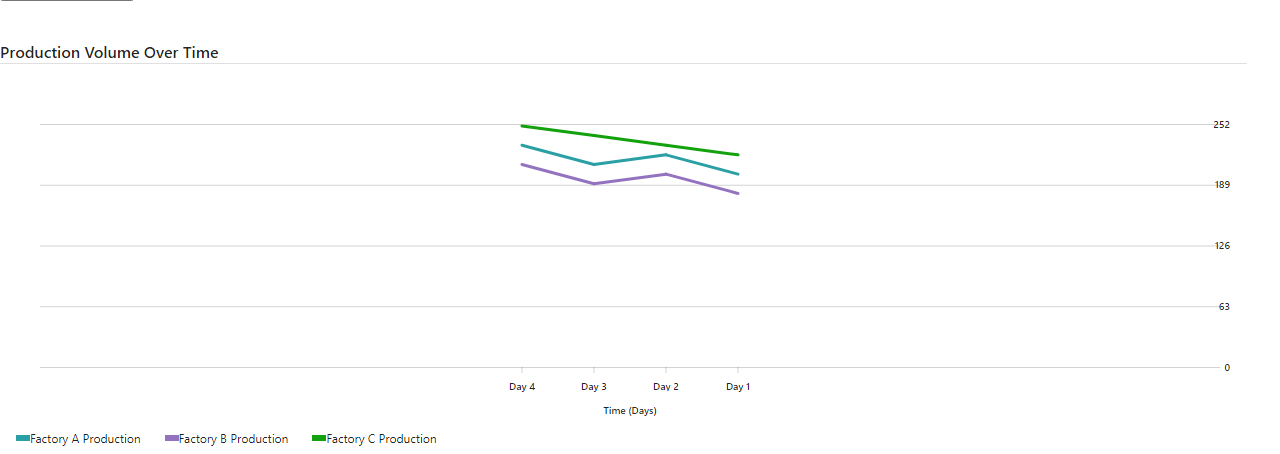 Production Volume Over Time
252
189
126
63
0
Day 4 Day 3 Day 2 Day 1
Time (Days)
Factory A Production Factory B Production Factory C Production